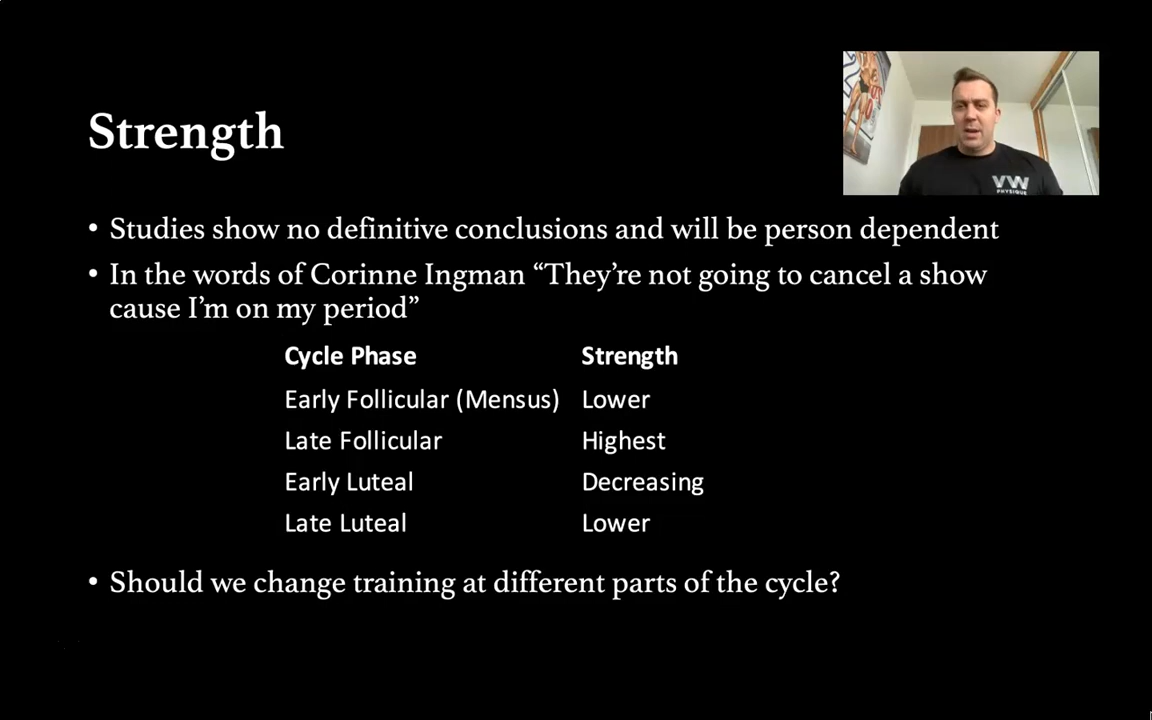 Strength
• Studies show no definitive conclusions and will be person dependent
• In the words of Corinne Ingman “They’re not going to cancel a show
cause I’m on my period”
Cycle Phase Strength
Early Follicular (Mensus) Lower
Late Follicular Highest
Early Luteal Decreasing
Late Luteal Lower
• Should we change training at different parts of the cycle?
VW
PHYSIQUE